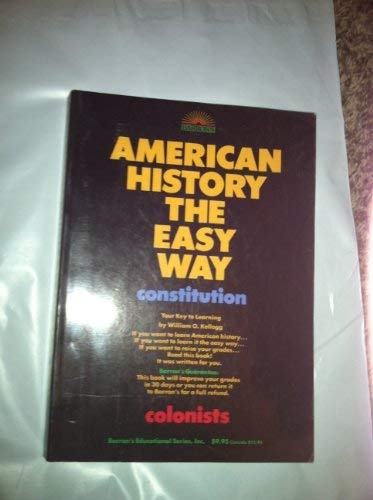 BARRON'S
AMERICAN
HISTORY
THE
EASY
WAY
constitution
Your Key to Learning
by William O. Kellogg
If you want to learn American history...
If you want to learn it the easy way...
If you want to raise your grades...
Read this book!
It was written for you.
Barron's Guarantee:
This book will improve your grades
in 30 days or you can return it
to Barron's for a full refund.
colonists
Barron's Educational Series, Inc. $9.95